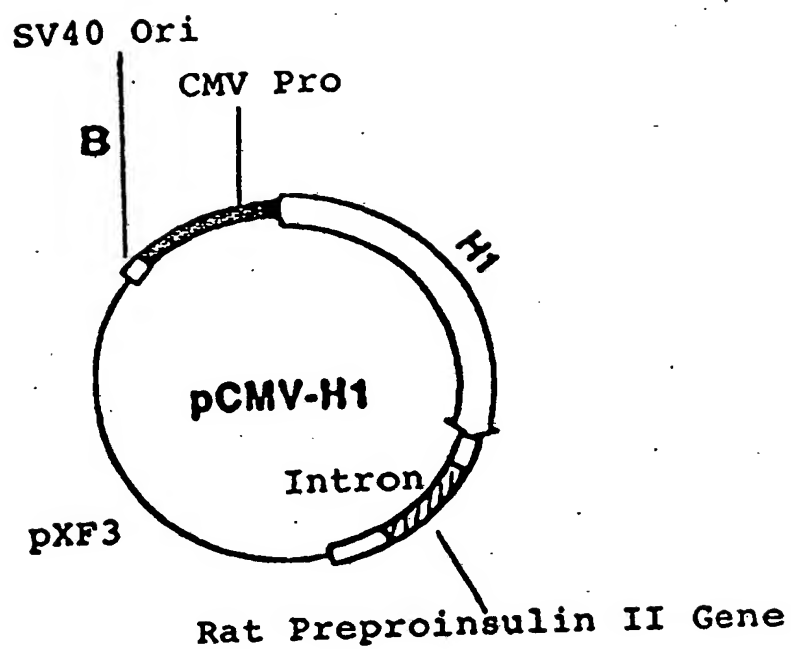 SV40 Ori
CMV Pro
B
H1
pCMV-H1
Intron
pXF3
Rat Preproinsulin II Gene